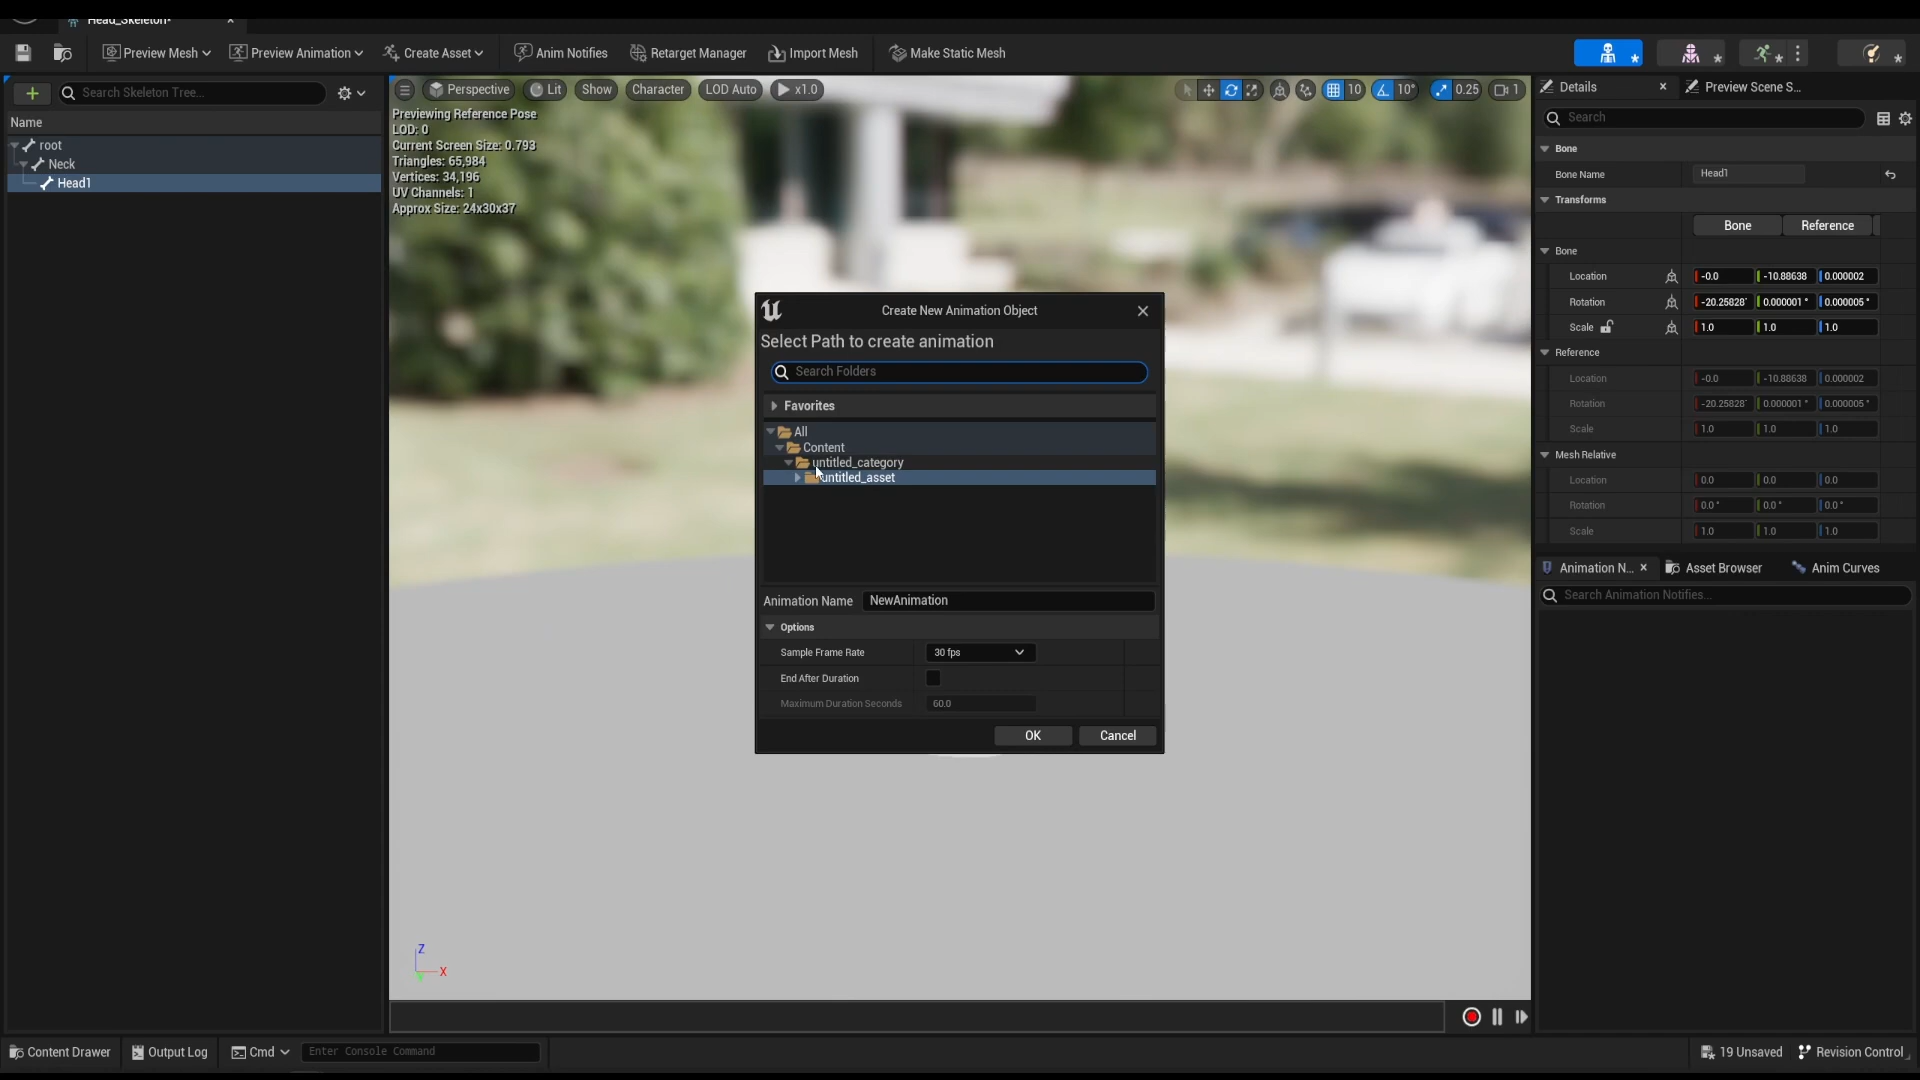 Head_Skeleton*
Preview Mesh
Preview Animation
Create Asset
Anim Notifies
Retarget Manager
Import Mesh
Make Static Mesh
Search Skeleton Tree...
Name
root
Neck
Head1
Perspective
Lit
Show
Character
LOD Auto
x1.0
10
10°
0.25
1
Previewing Reference Pose
LOD: 0
Current Screen Size: 0.793
Triangles: 65,984
Vertices: 34,196
UV Channels: 1
Approx Size: 24x30x37
Create New Animation Object
Select Path to create animation
Search Folders
Favorites
All
Content
untitled_category
untitled_asset
Animation Name NewAnimation
Options
Sample Frame Rate 30 fps
End After Duration
Maximum Duration Seconds 60.0
OK Cancel
Z
X
Details
Preview Scene S...
Search
Bone
Bone Name Head1
Transforms
Bone Reference
Bone
Location -0.0 -10.88638 0.000002
Rotation -20.25828° 0.000001 ° 0.000005 °
Scale 1.0 1.0 1.0
Reference
Location -0.0 -10.88638 0.000002
Rotation -20.25828° 0.000001 ° 0.000005 °
Scale 1.0 1.0 1.0
Mesh Relative
Location 0.0 0.0 0.0
Rotation 0.0 ° 0.0 ° 0.0 °
Scale 1.0 1.0 1.0
Animation N...
Asset Browser
Anim Curves
Search Animation Notifies...
Content Drawer
Output Log
Cmd
Enter Console Command
19 Unsaved
Revision Control